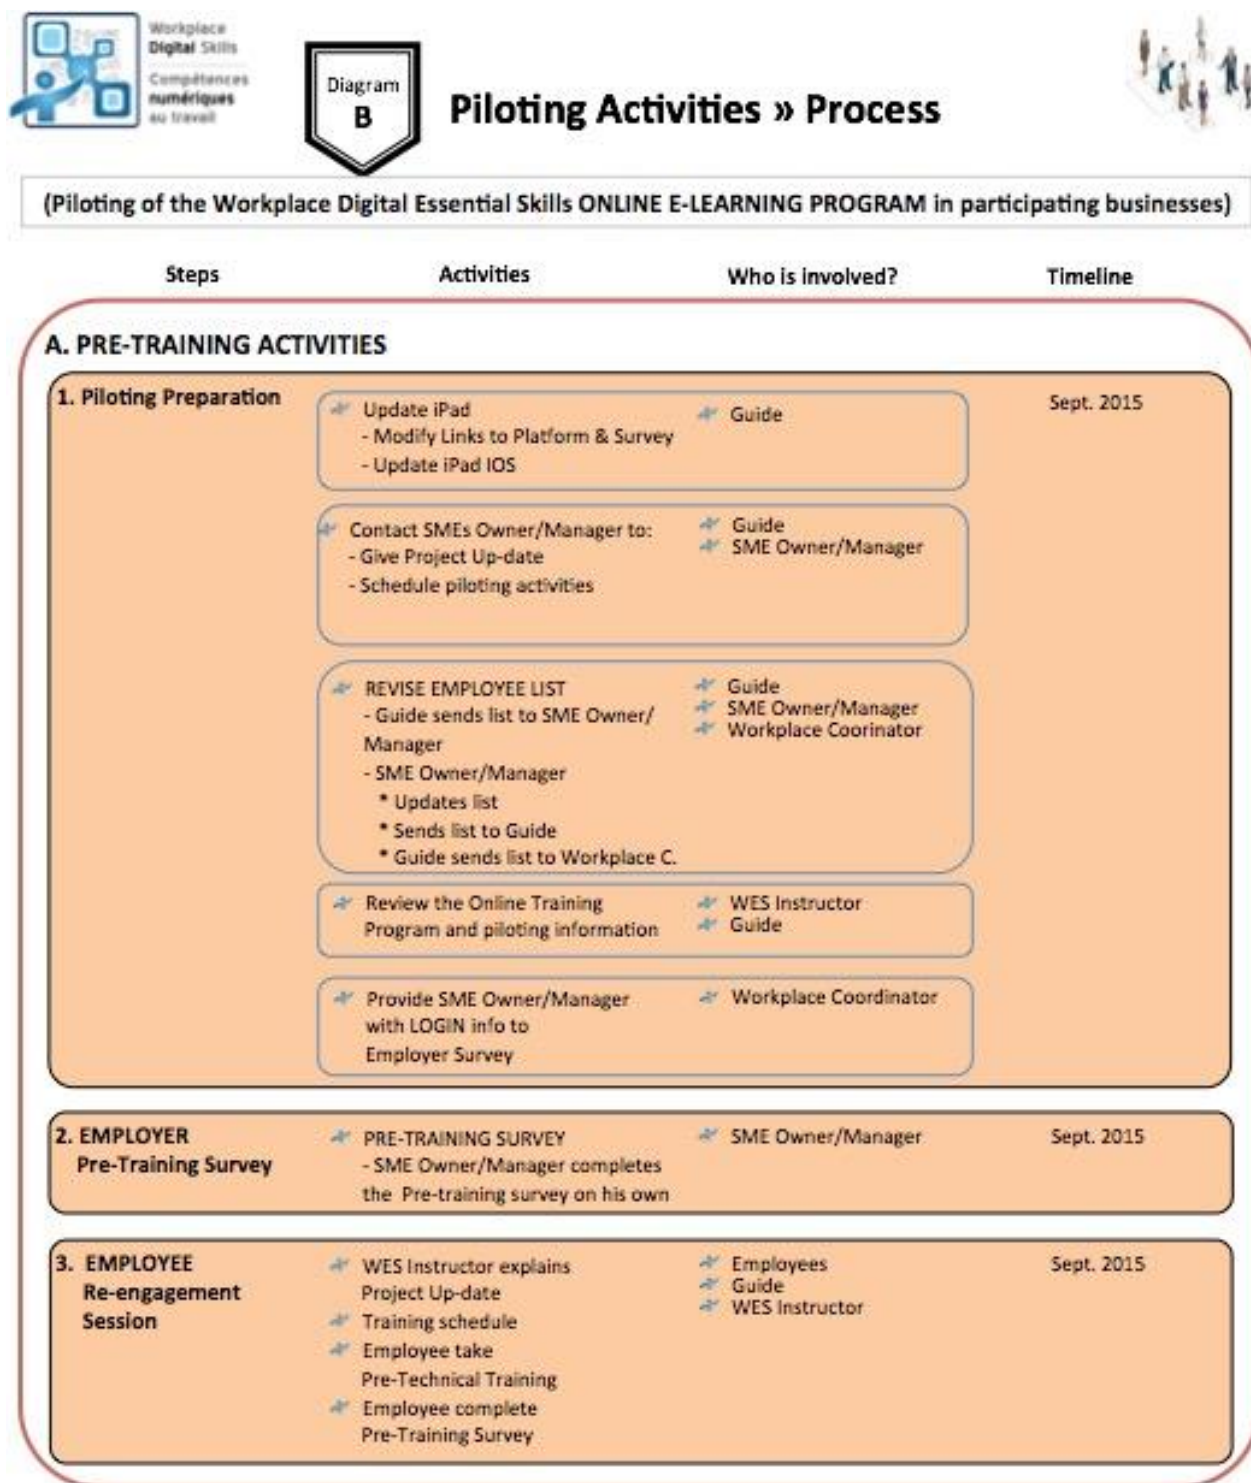 Workplace
Digital Skills
Compétences
numériques
au travail
Diagram
B
Piloting Activities » Process
(Piloting of the Workplace Digital Essential Skills ONLINE E-LEARNING PROGRAM in participating businesses)
Steps Activities Who is involved? Timeline
A. PRE-TRAINING ACTIVITIES
1. Piloting Preparation
Update iPad
- Modify Links to Platform & Survey
- Update iPad IOS
Guide
Sept. 2015
Contact SMEs Owner/Manager to:
- Give Project Up-date
- Schedule piloting activities
Guide
SME Owner/Manager
REVISE EMPLOYEE LIST
- Guide sends list to SME Owner/
Manager
- SME Owner/Manager
* Updates list
* Sends list to Guide
* Guide sends list to Workplace C.
Guide
SME Owner/Manager
Workplace Coorinator
Review the Online Training
Program and piloting information
WES Instructor
Guide
Provide SME Owner/Manager
with LOGIN info to
Employer Survey
Workplace Coordinator
2. EMPLOYER
Pre-Training Survey
PRE-TRAINING SURVEY
- SME Owner/Manager completes
the Pre-training survey on his own
SME Owner/Manager
Sept. 2015
3. EMPLOYEE
Re-engagement
Session
WES Instructor explains
Project Up-date
Training schedule
Employee take
Pre-Technical Training
Employee complete
Pre-Training Survey
Employees
Guide
WES Instructor
Sept. 2015